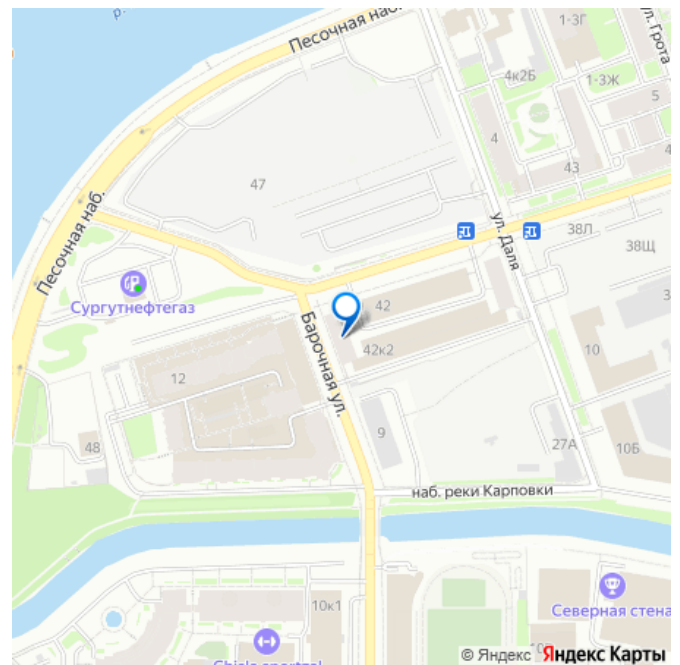 р.
Песочная наб.
1-3Г
ул. Грота
4к2Б
1-3Ж
5
4
43
4
47
Песочная наб.
ул. Даля
38Л
38Щ
Сургутнефтегаз
42
Барочная ул.
42к2
10
12
9
48
27А
10Б
наб. реки Карповки
10к1
Северная стена
© Яндекс Яндекс Карты